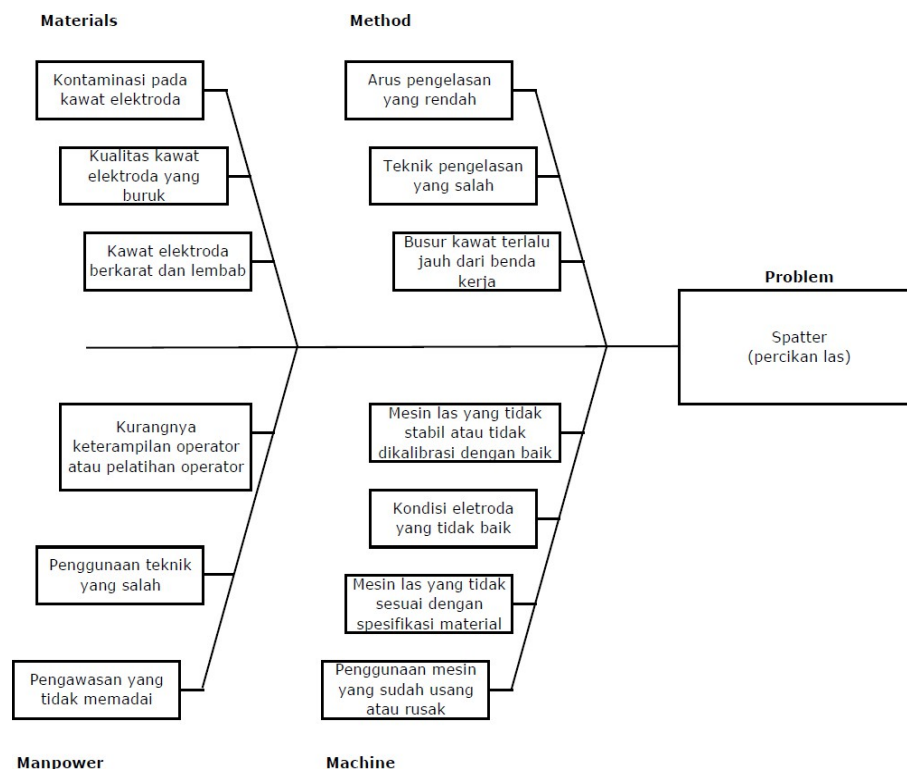 Materials
Method
Kontaminasi pada
kawat elektroda
Kualitas kawat
elektroda yang
buruk
Kawat elektroda
berkarat dan lembab
Arus pengelasan
yang rendah
Teknik pengelasan
yang salah
Busur kawat terlalu
jauh dari benda
kerja
Problem
Spatter
(percikan las)
Kurangnya
keterampilan operator
atau pelatihan operator
Penggunaan teknik
yang salah
Pengawasan yang
tidak memadai
Mesin las yang tidak
stabil atau tidak
dikalibrasi dengan baik
Kondisi eletroda
yang tidak baik
Mesin las yang tidak
sesuai dengan
spesifikasi material
Penggunaan mesin
yang sudah usang
atau rusak
Manpower
Machine